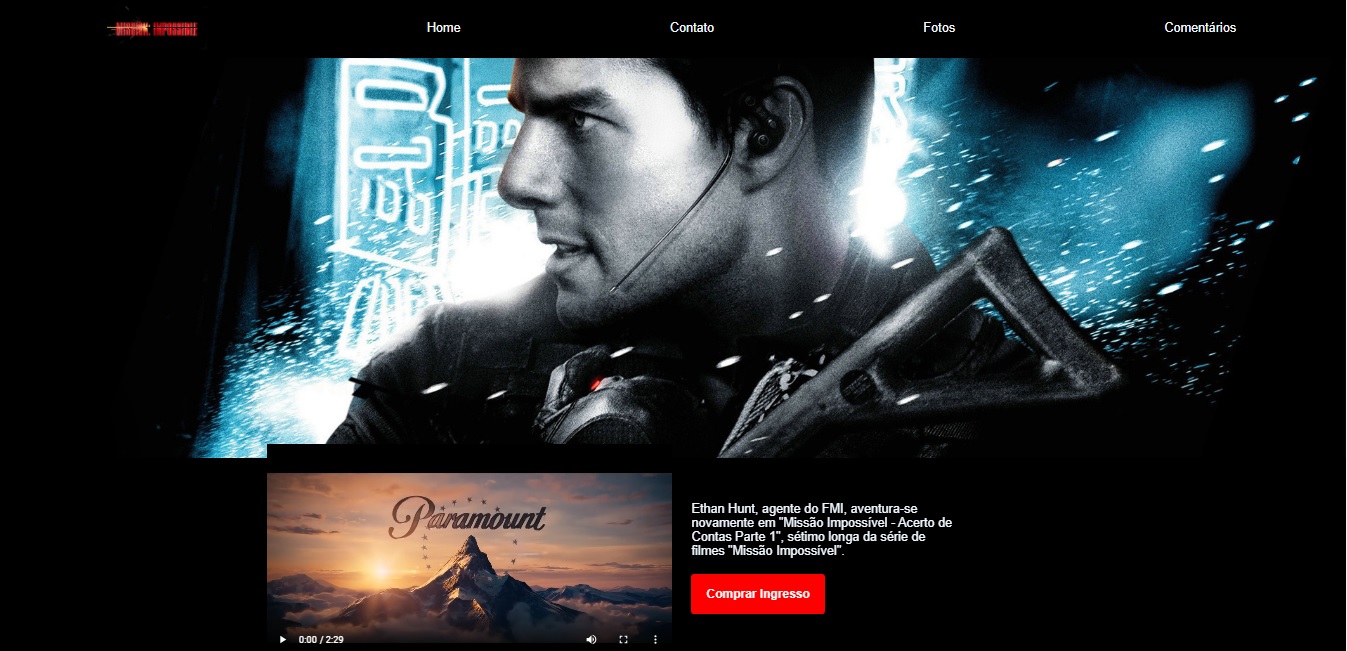 MISSION IMPOSSIBLE
Home
Contato
Fotos
Comentários
Paramount
0:00 / 2:29
Ethan Hunt, agente do FMI, aventura-se
novamente em "Missão Impossível - Acerto de
Contas Parte 1", sétimo longa da série de
filmes "Missão Impossível".
Comprar Ingresso